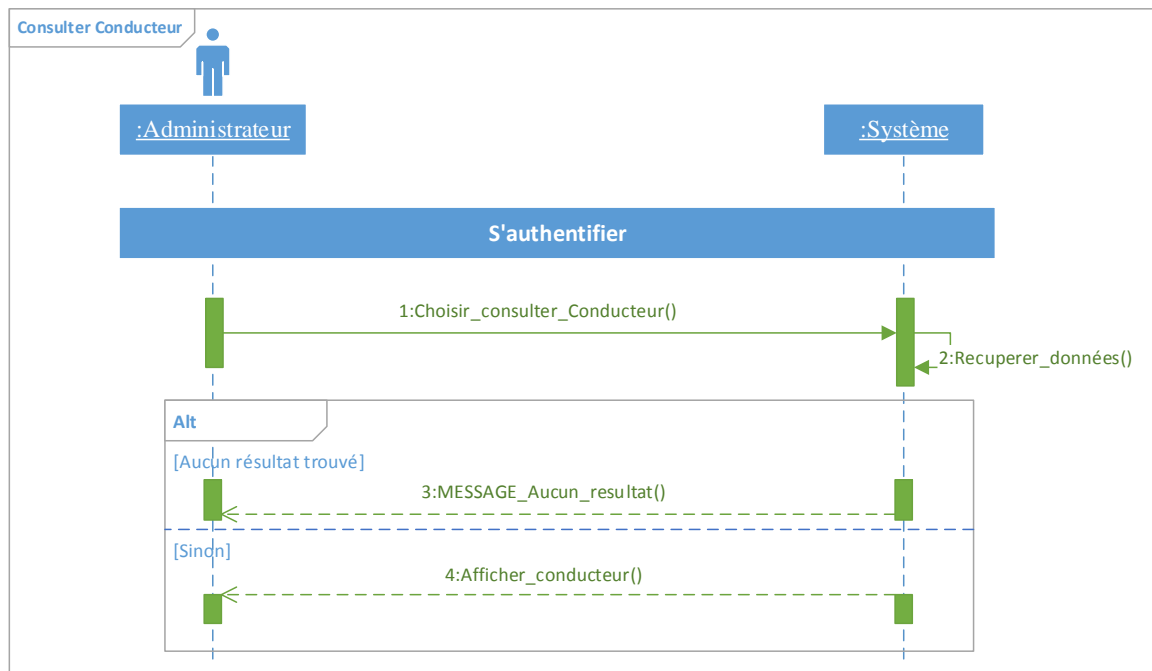 Consulter Conducteur
:Administrateur
:Système
S'authentifier
1:Choisir_consulter_Conducteur()
2:Recuperer_données()
Alt
[Aucun résultat trouvé]
3:MESSAGE_Aucun_resultat()
[Sinon]
4:Afficher_conducteur()